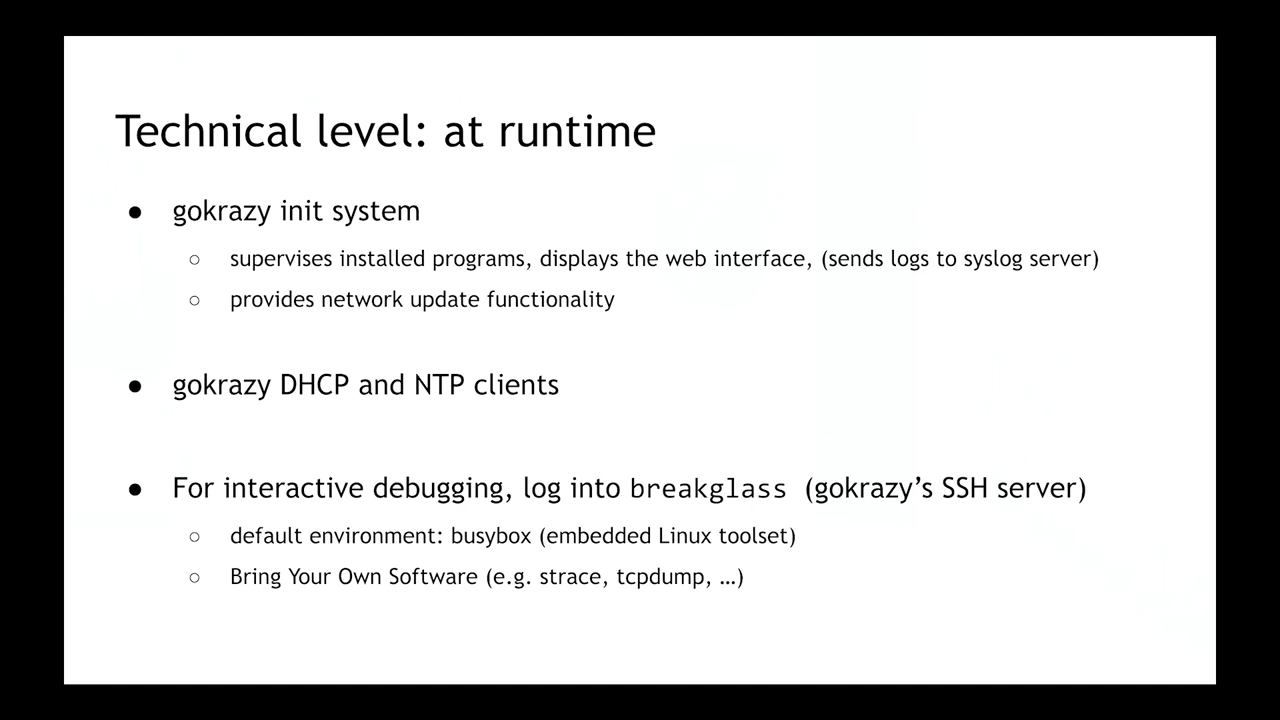 Technical level: at runtime
● gokrazy init system
○ supervises installed programs, displays the web interface, (sends logs to syslog server)
○ provides network update functionality
● gokrazy DHCP and NTP clients
● For interactive debugging, log into breakglass (gokrazy’s SSH server)
○ default environment: busybox (embedded Linux toolset)
○ Bring Your Own Software (e.g. strace, tcpdump, …)